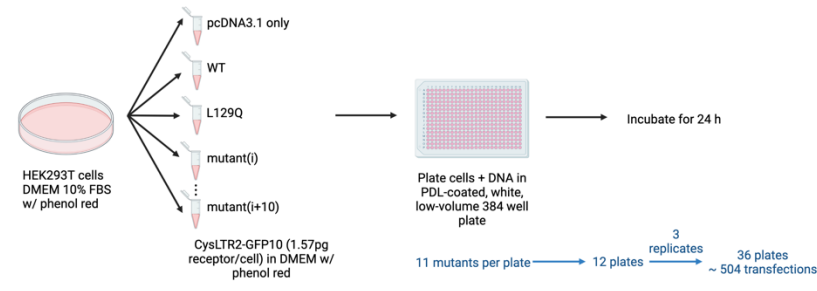 pcDNA3.1 only
WT
L129Q
mutant(i)
mutant(i+10)
HEK293T cells
DMEM 10% FBS
w/ phenol red
CysLTR2-GFP10 (1.57pg
receptor/cell) in DMEM w/
phenol red
Plate cells + DNA in
PDL-coated, white,
low-volume 384 well
plate
Incubate for 24 h
11 mutants per plate
12 plates
3
replicates
36 plates
~ 504 transfections